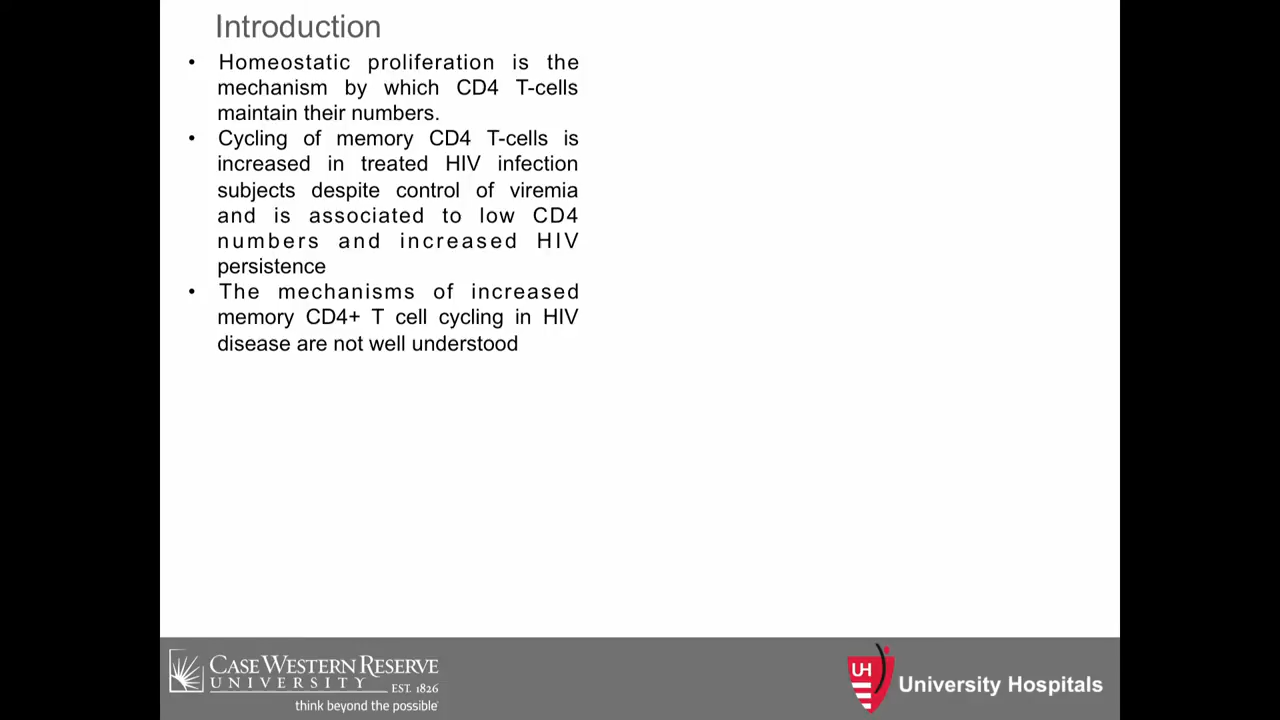 Introduction
• Homeostatic proliferation is the
mechanism by which CD4 T-cells
maintain their numbers.
• Cycling of memory CD4 T-cells is
increased in treated HIV infection
subjects despite control of viremia
and is associated to low CD4
numbers and increased HIV
persistence
• The mechanisms of increased
memory CD4+ T cell cycling in HIV
disease are not well understood
CASE WESTERN RESERVE
UNIVERSITY EST. 1826
think beyond the possible
UH
University Hospitals